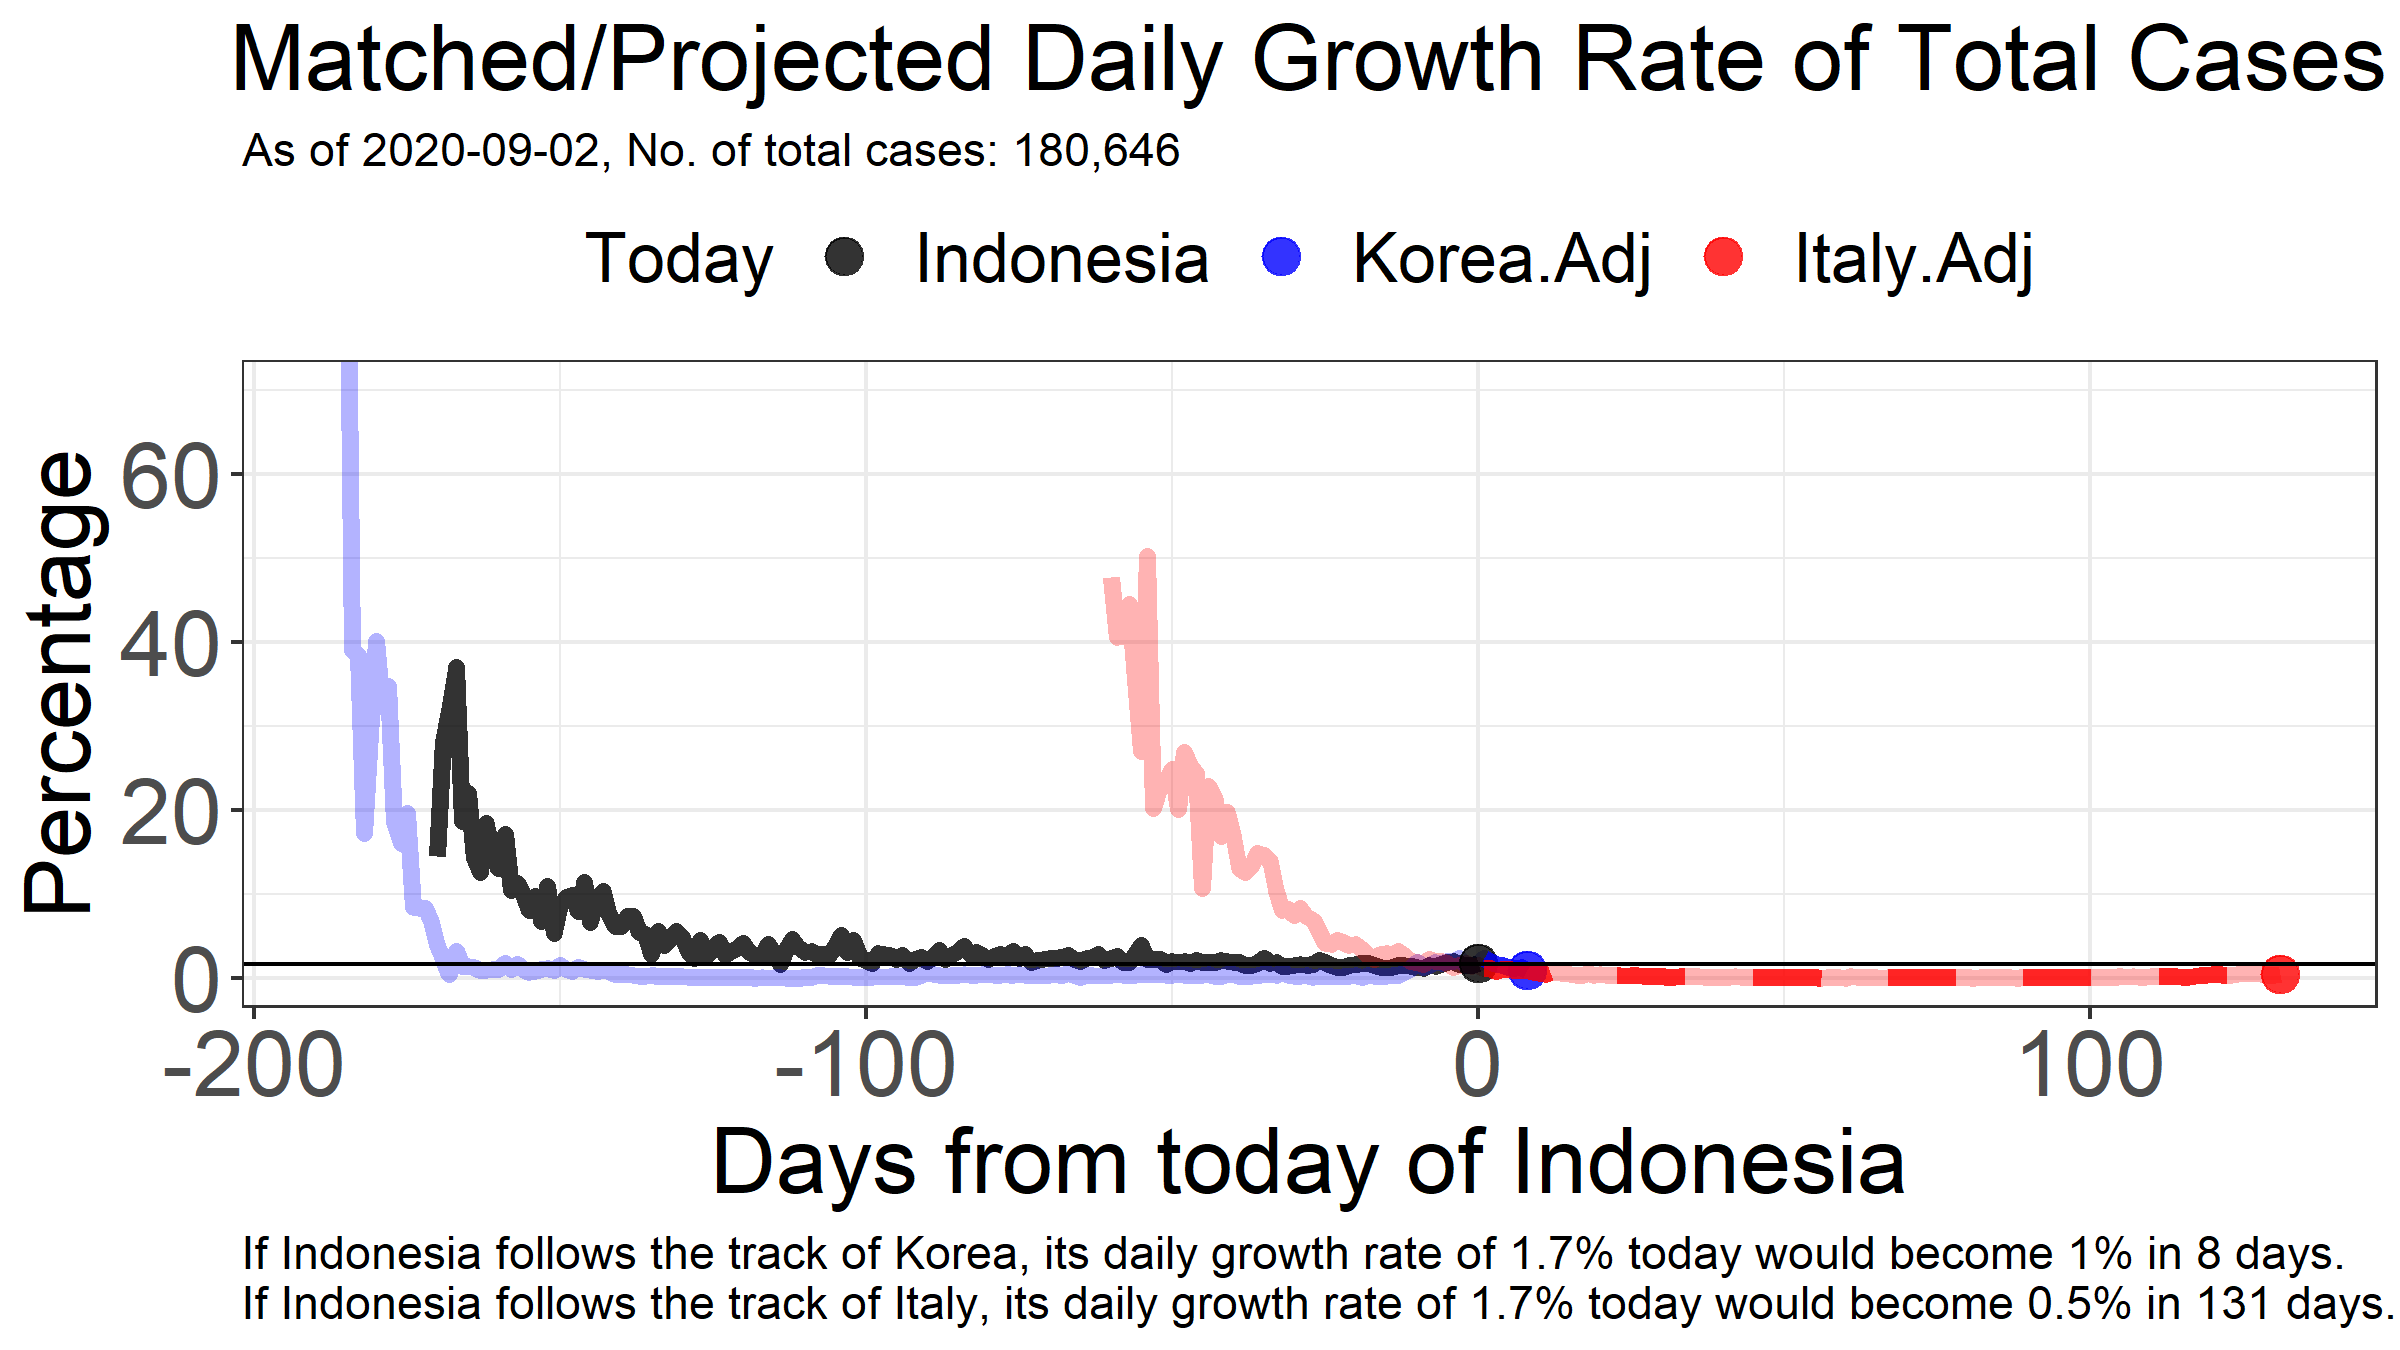 Matched/Projected Daily Growth Rate of Total Cases
As of 2020-09-02, No. of total cases: 180,646
Today Indonesia Korea.Adj Italy.Adj
Percentage
60
40
20
0
-200 -100 0 100
Days from today of Indonesia
If Indonesia follows the track of Korea, its daily growth rate of 1.7% today would become 1% in 8 days.
If Indonesia follows the track of Italy, its daily growth rate of 1.7% today would become 0.5% in 131 days.